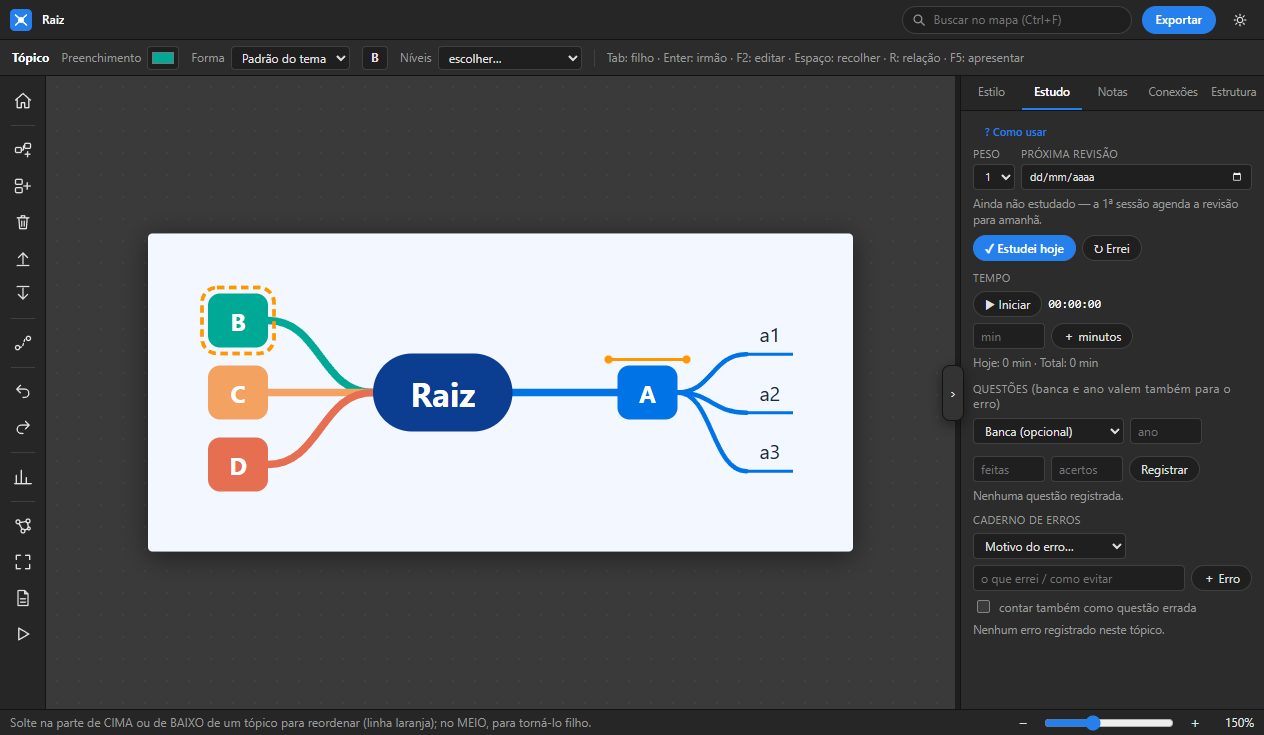 Raiz
Buscar no mapa (Ctrl+F)
Exportar
Tópico
Preenchimento
Forma
Padrão do tema
B
Níveis
escolher...
Tab: filho · Enter: irmão · F2: editar · Espaço: recolher · R: relação · F5: apresentar
Estilo
Estudo
Notas
Conexões
Estrutura
? Como usar
PESO
PRÓXIMA REVISÃO
1
dd/mm/aaaa
Ainda não estudado — a 1ª sessão agenda a revisão
para amanhã.
✓ Estudei hoje
↻ Errei
TEMPO
▶ Iniciar
00:00:00
min
+ minutos
Hoje: 0 min · Total: 0 min
QUESTÕES (banca e ano valem também para o
erro)
Banca (opcional)
ano
feitas
acertos
Registrar
Nenhuma questão registrada.
CADERNO DE ERROS
Motivo do erro...
o que errei / como evitar
+ Erro
contar também como questão errada
Nenhum erro registrado neste tópico.
B
C
D
Raiz
A
a1
a2
a3
Solte na parte de CIMA ou de BAIXO de um tópico para reordenar (linha laranja); no MEIO, para torná-lo filho.
− 
+
150%